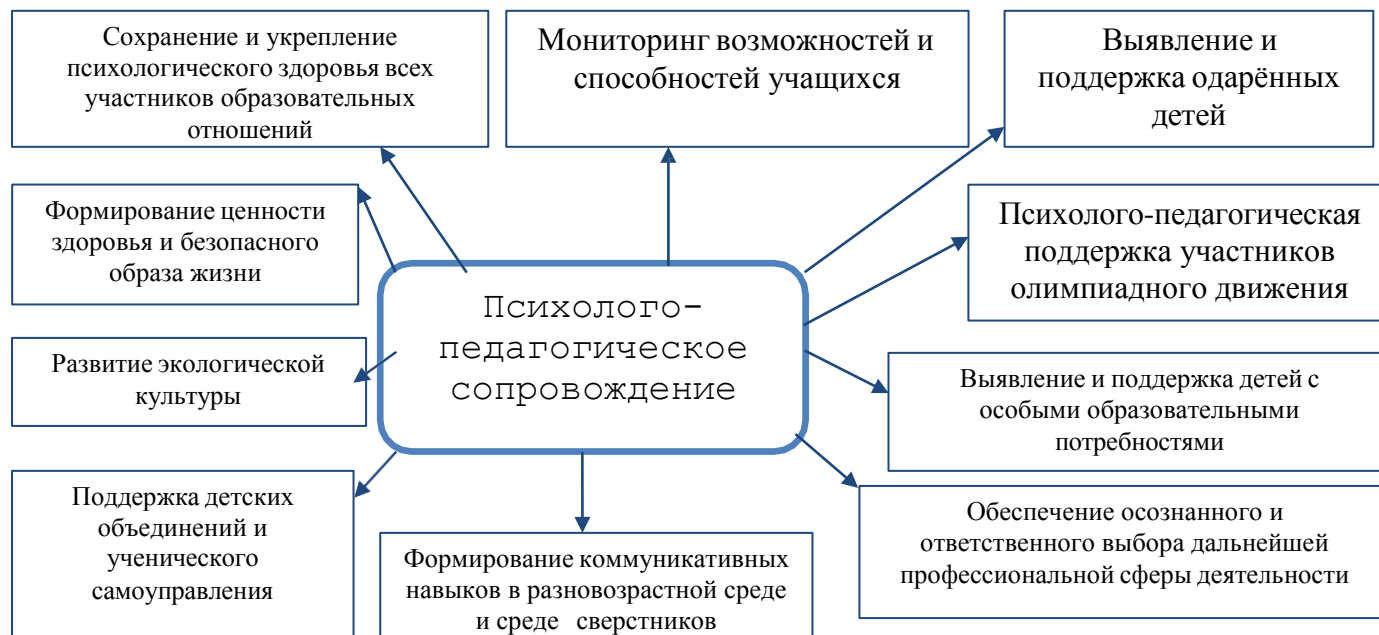 Сохранение и укрепление
психологического здоровья всех
участников образовательных
отношений
Мониторинг возможностей и
способностей учащихся
Выявление и
поддержка одарённых
детей
Формирование ценности
здоровья и безопасного
образа жизни
Психолого-педагогическая
поддержка участников
олимпиадного движения
Психолого-
педагогическое
сопровождение
Развитие экологической
культуры
Выявление и поддержка детей с
особыми образовательными
потребностями
Поддержка детских
объединений и
ученического
самоуправления
Формирование коммуникативных
навыков в разновозрастной среде
и среде сверстников
Обеспечение осознанного и
ответственного выбора дальнейшей
профессиональной сферы деятельности